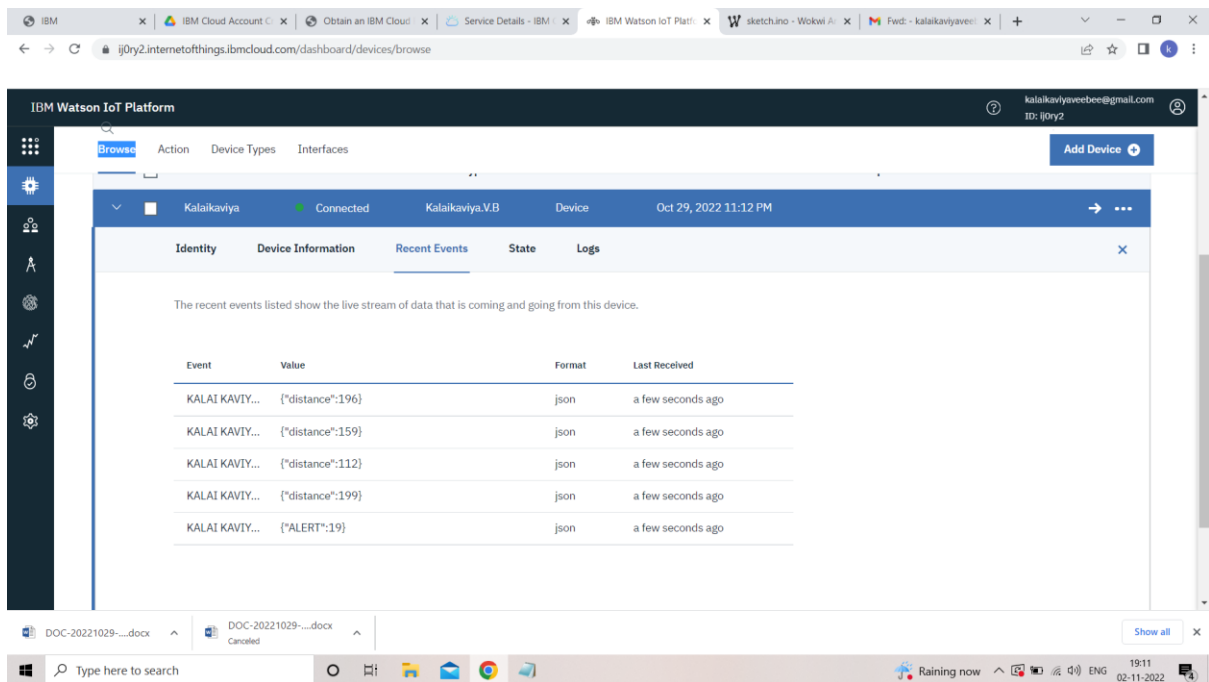 IBM
IBM Cloud Account C
Obtain an IBM Cloud
Service Details - IBM C
IBM Watson IoT Platfo
sketch.ino - Wokwi Ar
Fwd: - kalaikaviyaveeb
ij0ry2.internetofthings.ibmcloud.com/dashboard/devices/browse
k
IBM Watson IoT Platform
kalaikaviyaveebee@gmail.com
ID: ij0ry2
Browse Action Device Types Interfaces
Add Device
Kalaikaviya Connected Kalaikaviya.V.B Device Oct 29, 2022 11:12 PM
Identity Device Information Recent Events State Logs
The recent events listed show the live stream of data that is coming and going from this device.
Event Value Format Last Received
KALAI KAVIY... {"distance":196} json a few seconds ago
KALAI KAVIY... {"distance":159} json a few seconds ago
KALAI KAVIY... {"distance":112} json a few seconds ago
KALAI KAVIY... {"distance":199} json a few seconds ago
KALAI KAVIY... {"ALERT":19} json a few seconds ago
DOC-20221029-....docx
DOC-20221029-....docx
Canceled
Show all
Type here to search
Raining now
ENG
19:11
02-11-2022
4